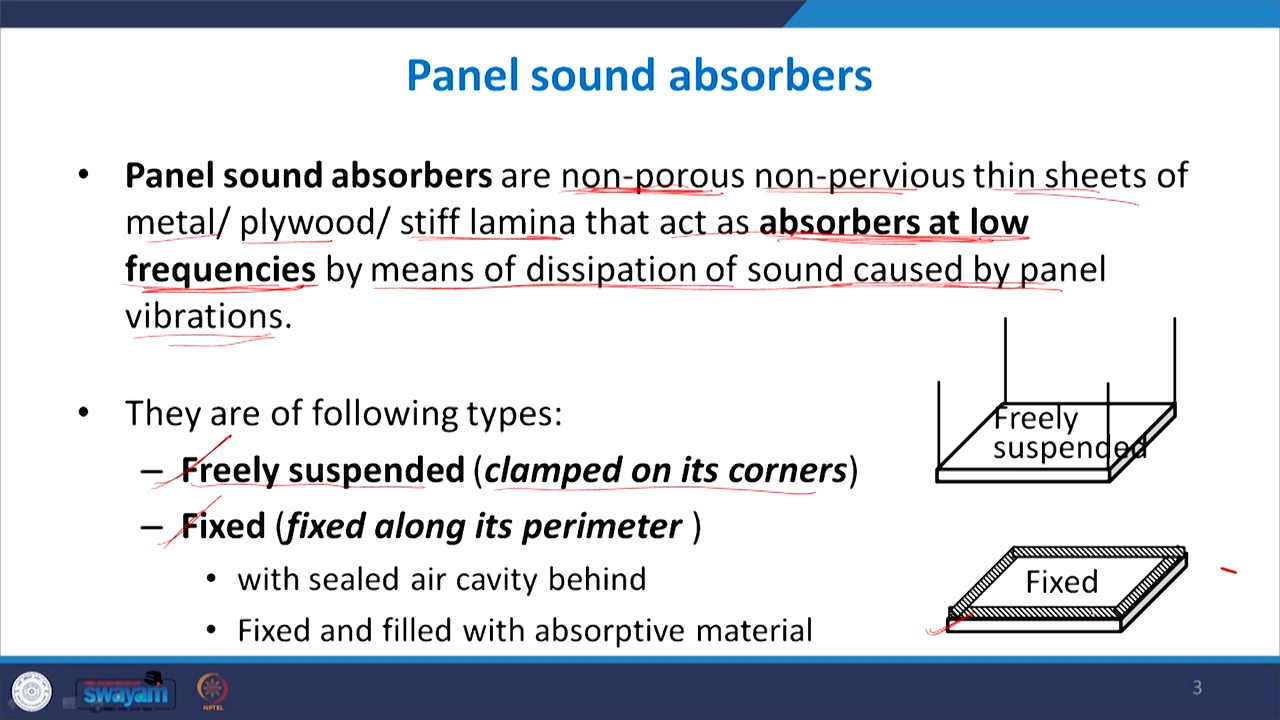 Panel sound absorbers
• Panel sound absorbers are non-porous non-pervious thin sheets of
metal/ plywood/ stiff lamina that act as absorbers at low
frequencies by means of dissipation of sound caused by panel
vibrations.
• They are of following types:
– Freely suspended (clamped on its corners)
– Fixed (fixed along its perimeter )
• with sealed air cavity behind
• Fixed and filled with absorptive material
Freely
suspended
Fixed
swayam
NPTEL
3